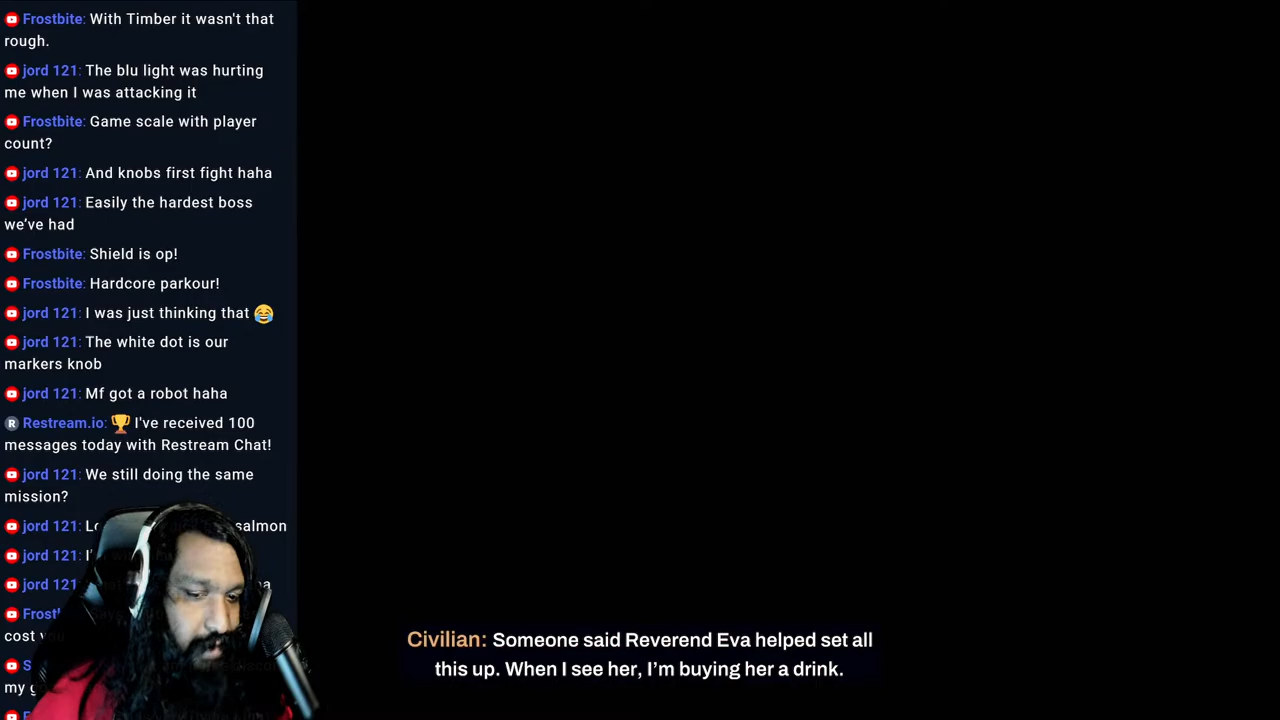 Frostbite: With Timber it wasn't that
rough.
jord 121: The blu light was hurting
me when I was attacking it
Frostbite: Game scale with player
count?
jord 121: And knobs first fight haha
jord 121: Easily the hardest boss
we've had
Frostbite: Shield is op!
Frostbite: Hardcore parkour!
jord 121: I was just thinking that 😂
jord 121: The white dot is our
markers knob
jord 121: Mf got a robot haha
R Restream.io: 🏆 I've received 100
messages today with Restream Chat!
jord 121: We still doing the same
mission?
jord 121: salmon
jord 121:
jord 121
cost
my
Civilian: Someone said Reverend Eva helped set all
this up. When I see her, I'm buying her a drink.